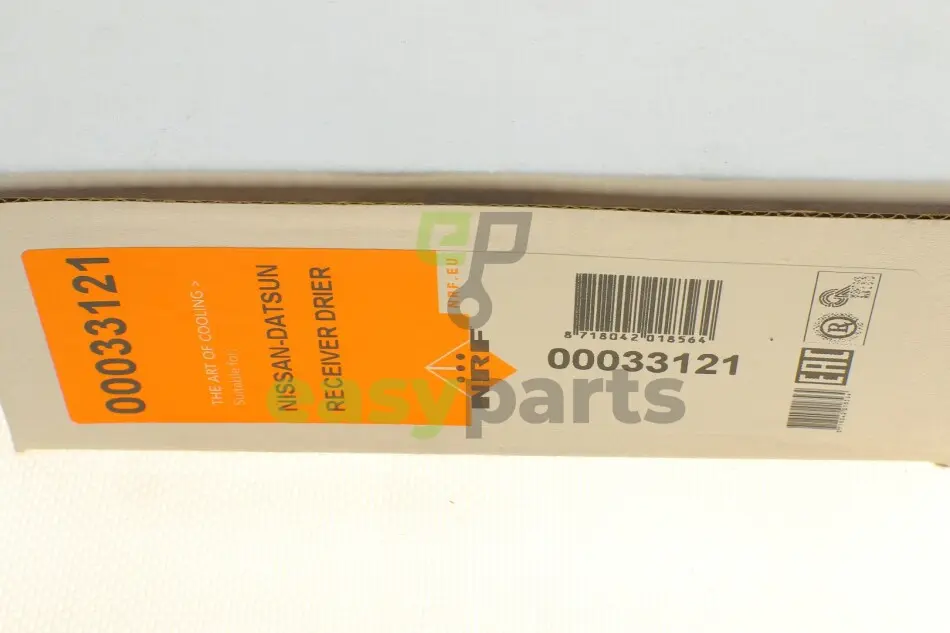 00033121
THE ART OF COOLING >
Suitable for:
NISSAN-DATSUN
RECEIVER DRIER
NRF.EU
NRF
8 718042 018564
00033121
EAC
easyparts